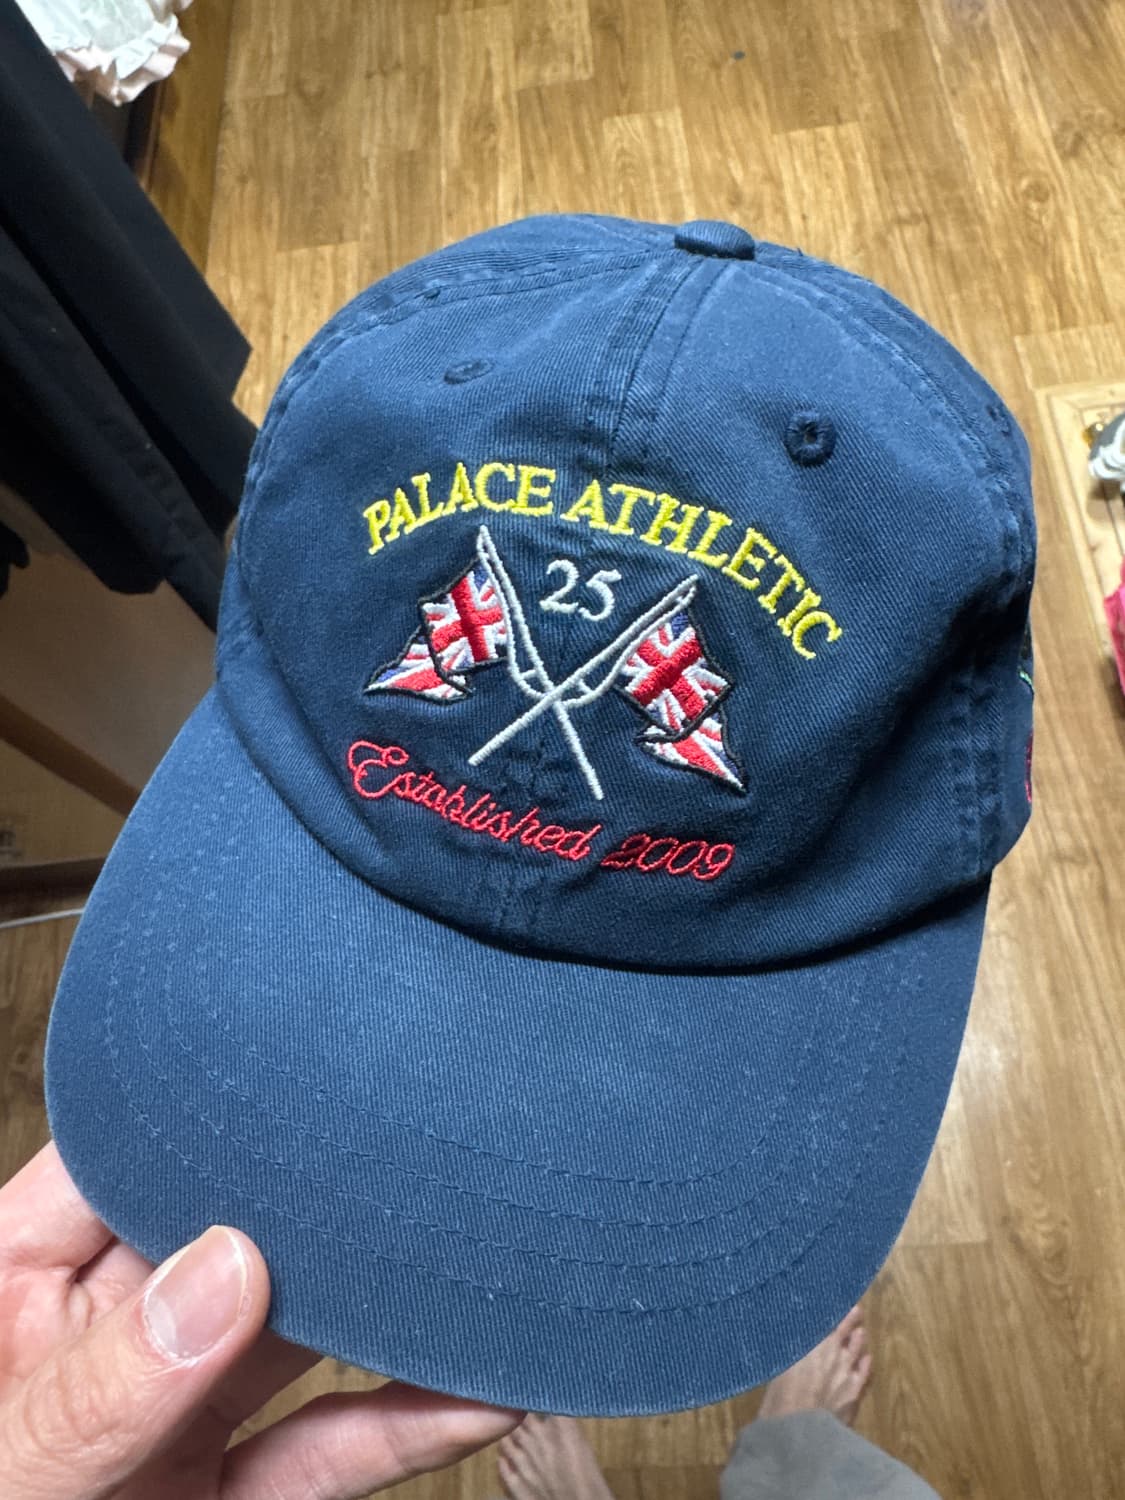 PALACE ATHLETIC
25
Established 2009